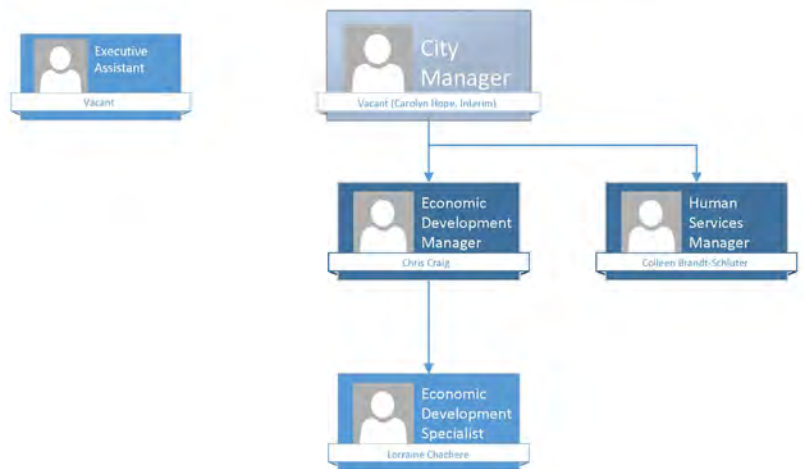 Executive
Assistant
Vacant
City
Manager
Vacant (Carolyn Hope, Interim)
Economic
Development
Manager
Chris Craig
Human
Services
Manager
Colleen Brandt-Schluter
Economic
Development
Specialist
Lorraine Chachere